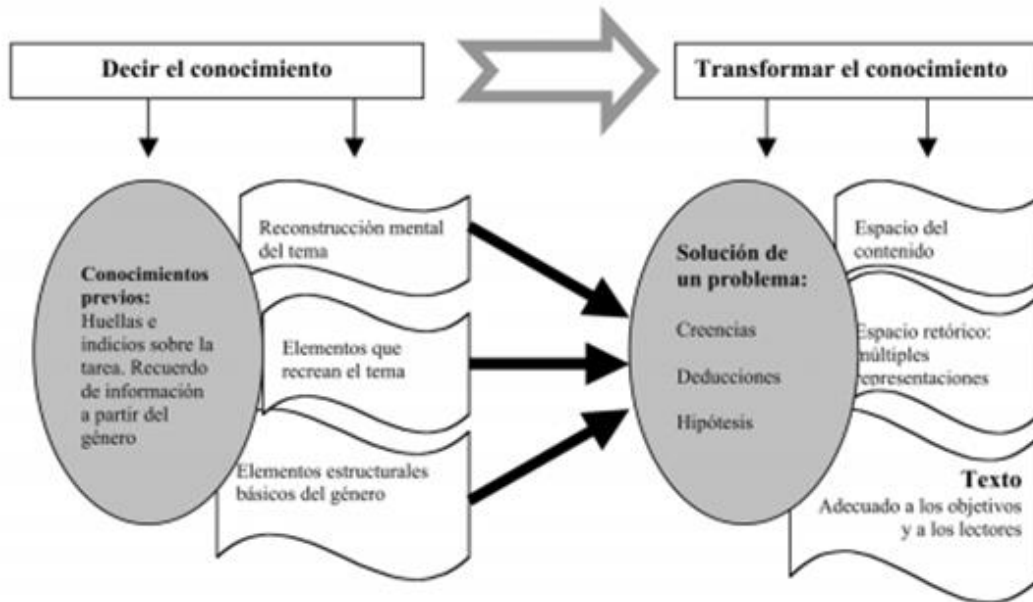 Decir el conocimiento
Transformar el conocimiento
Conocimientos
previos:
Huellas e
indicios sobre la
tarea. Recuerdo
de información
a partir del
género
Reconstrucción mental
del tema
Elementos que
recrean el tema
Elementos estructurales
básicos del género
Solución de
un problema:
Creencias
Deducciones
Hipótesis
Espacio del
contenido
Espacio retórico:
múltiples
representaciones
Texto
Adecuado a los objetivos
y a los lectores